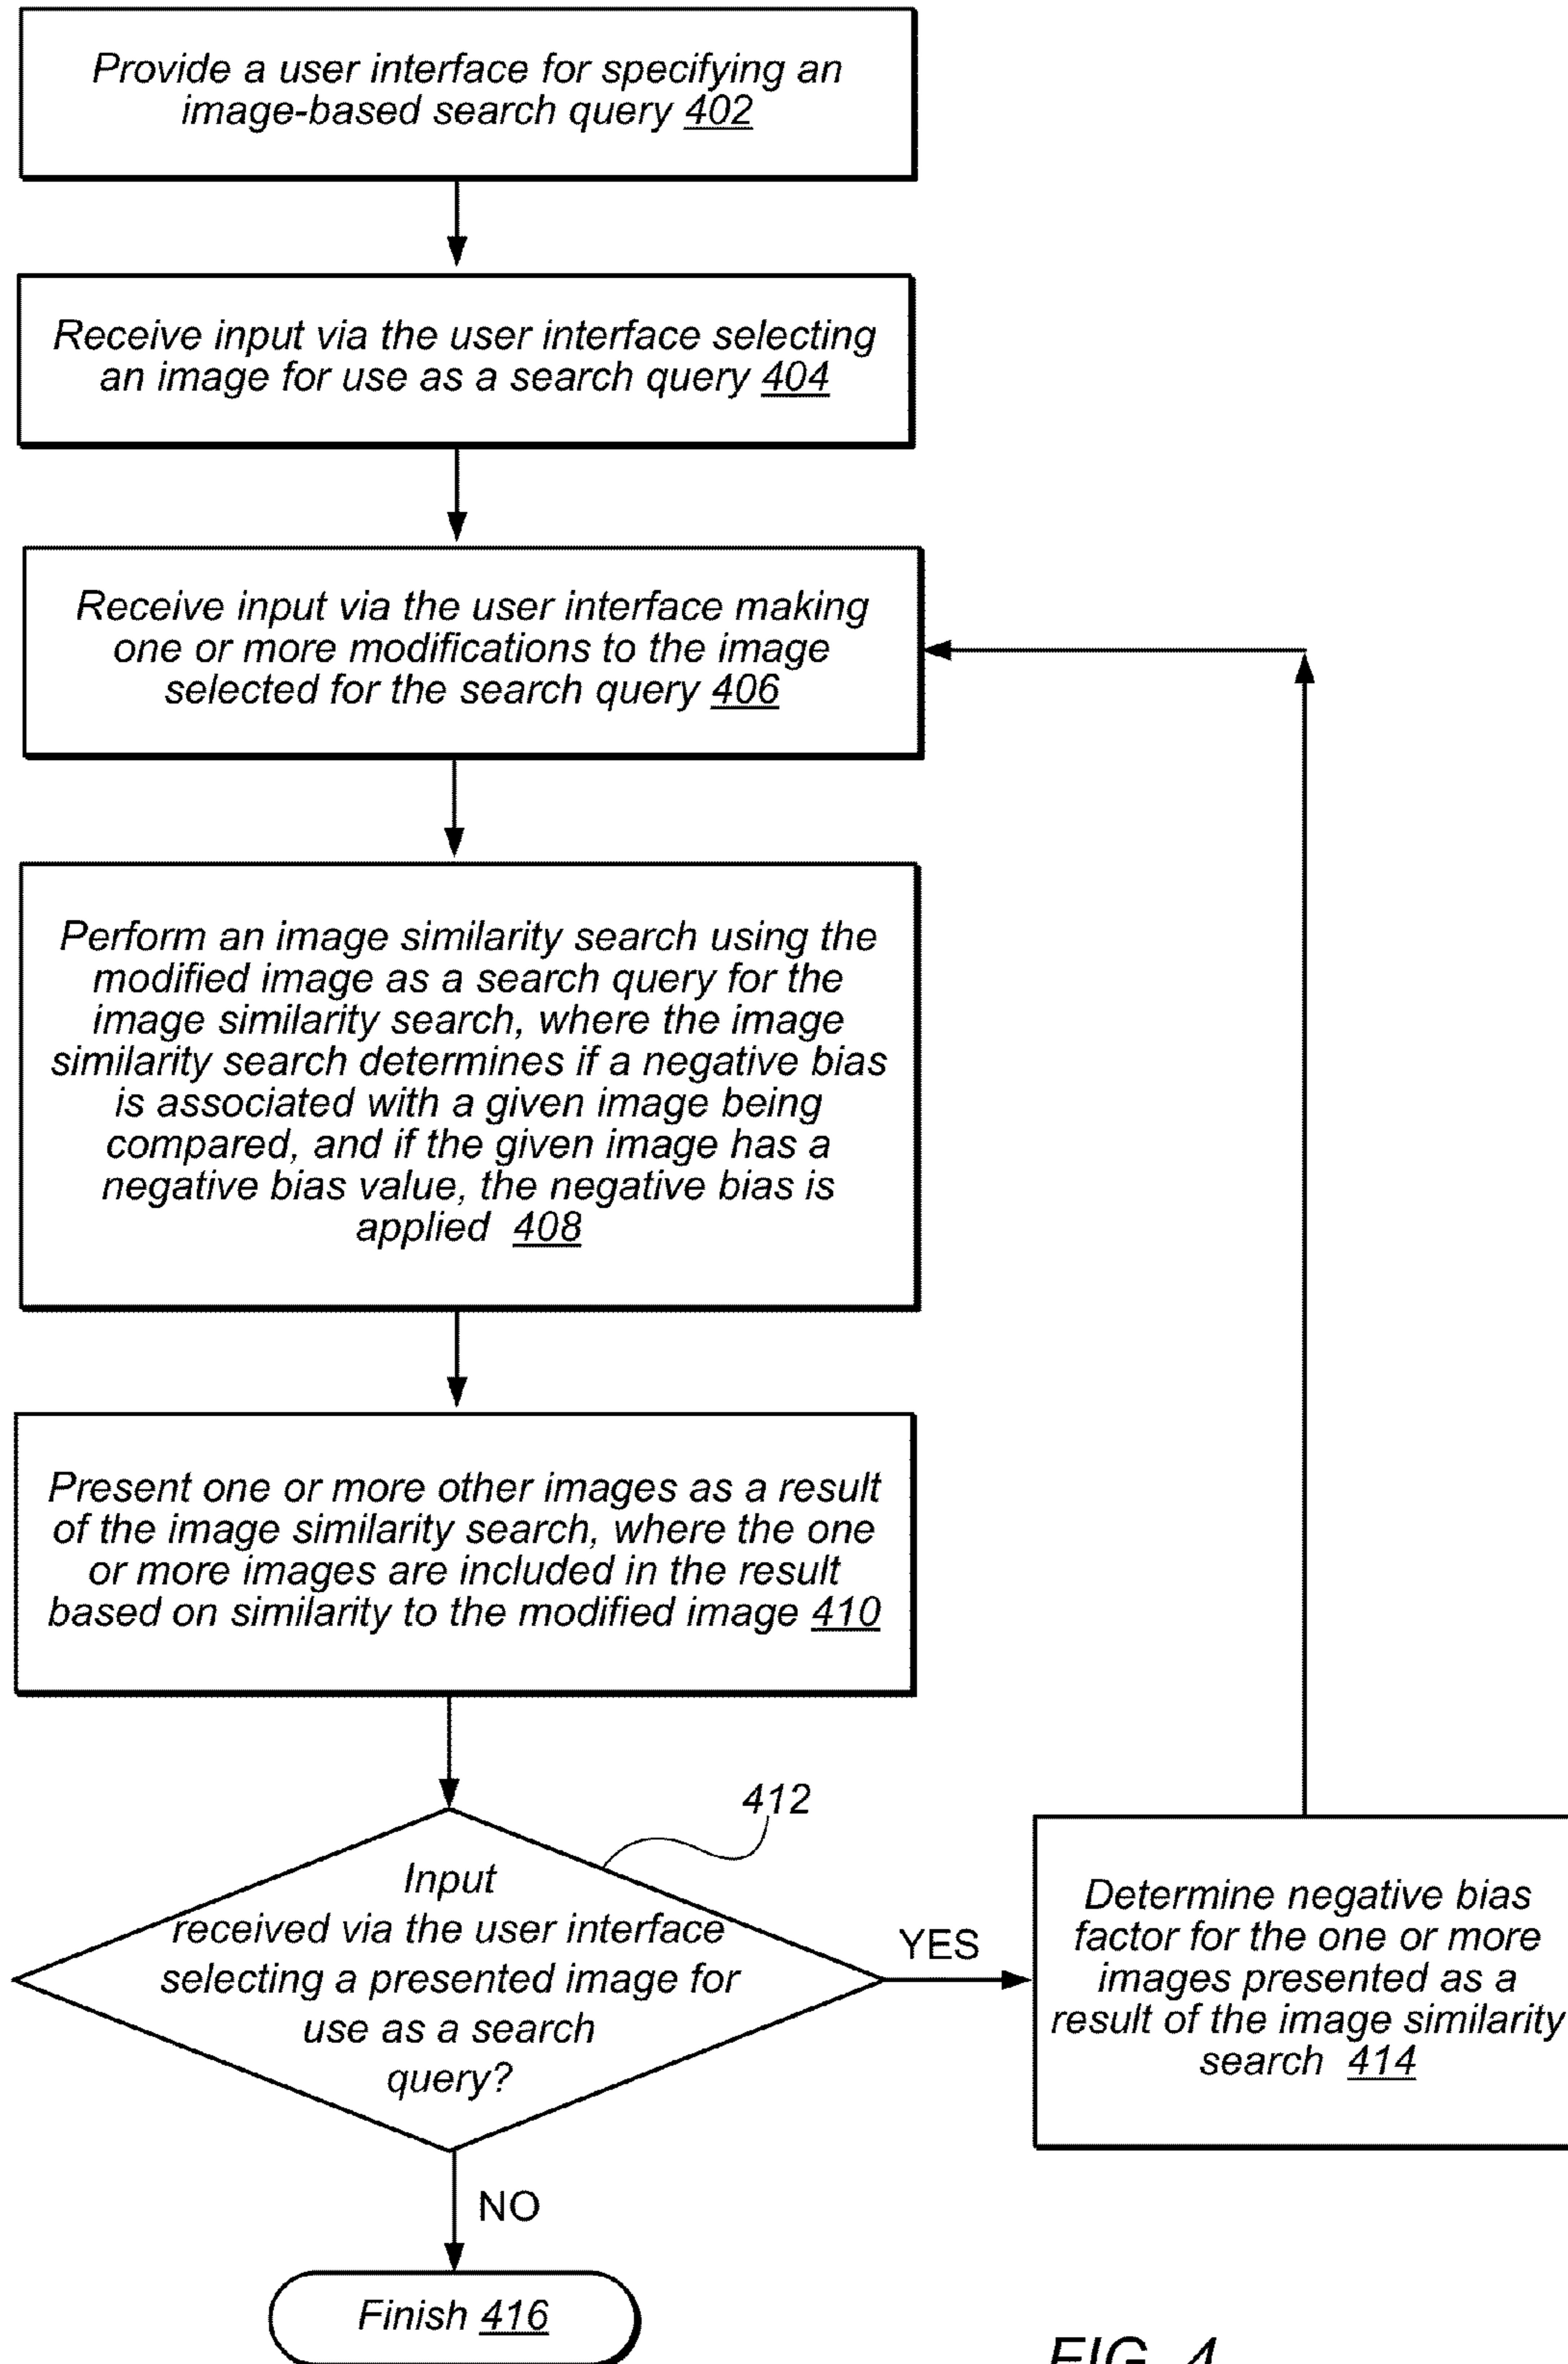 Provide a user interface for specifying an
image-based search query 402
Receive input via the user interface selecting
an image for use as a search query 404
Receive input via the user interface making
one or more modifications to the image
selected for the search query 406
Perform an image similarity search using the
modified image as a search query for the
image similarity search, where the image
similarity search determines if a negative bias
is associated with a given image being
compared, and if the given image has a
negative bias value, the negative bias is
applied 408
Present one or more other images as a result
of the image similarity search, where the one
or more images are included in the result
based on similarity to the modified image 410
412
Input
received via the user interface
selecting a presented image for
use as a search
query?
YES
Determine negative bias
factor for the one or more
images presented as a
result of the image similarity
search 414
NO
Finish 416
FIG. 4